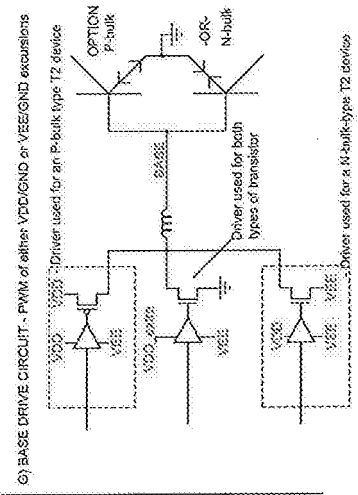 G) BASE DRIVE CIRCUIT - PWM of either VDD/GND or VEE/GND excursions
Driver used for an P-bulk type T2 device
VDD
VDD
VEE
OPTION
P-bulk
BASE
-OR-
N-bulk
VEE
Driver used for both
types of transistor
VEE
VEE
Driver used for a N-bulk-type T2 device